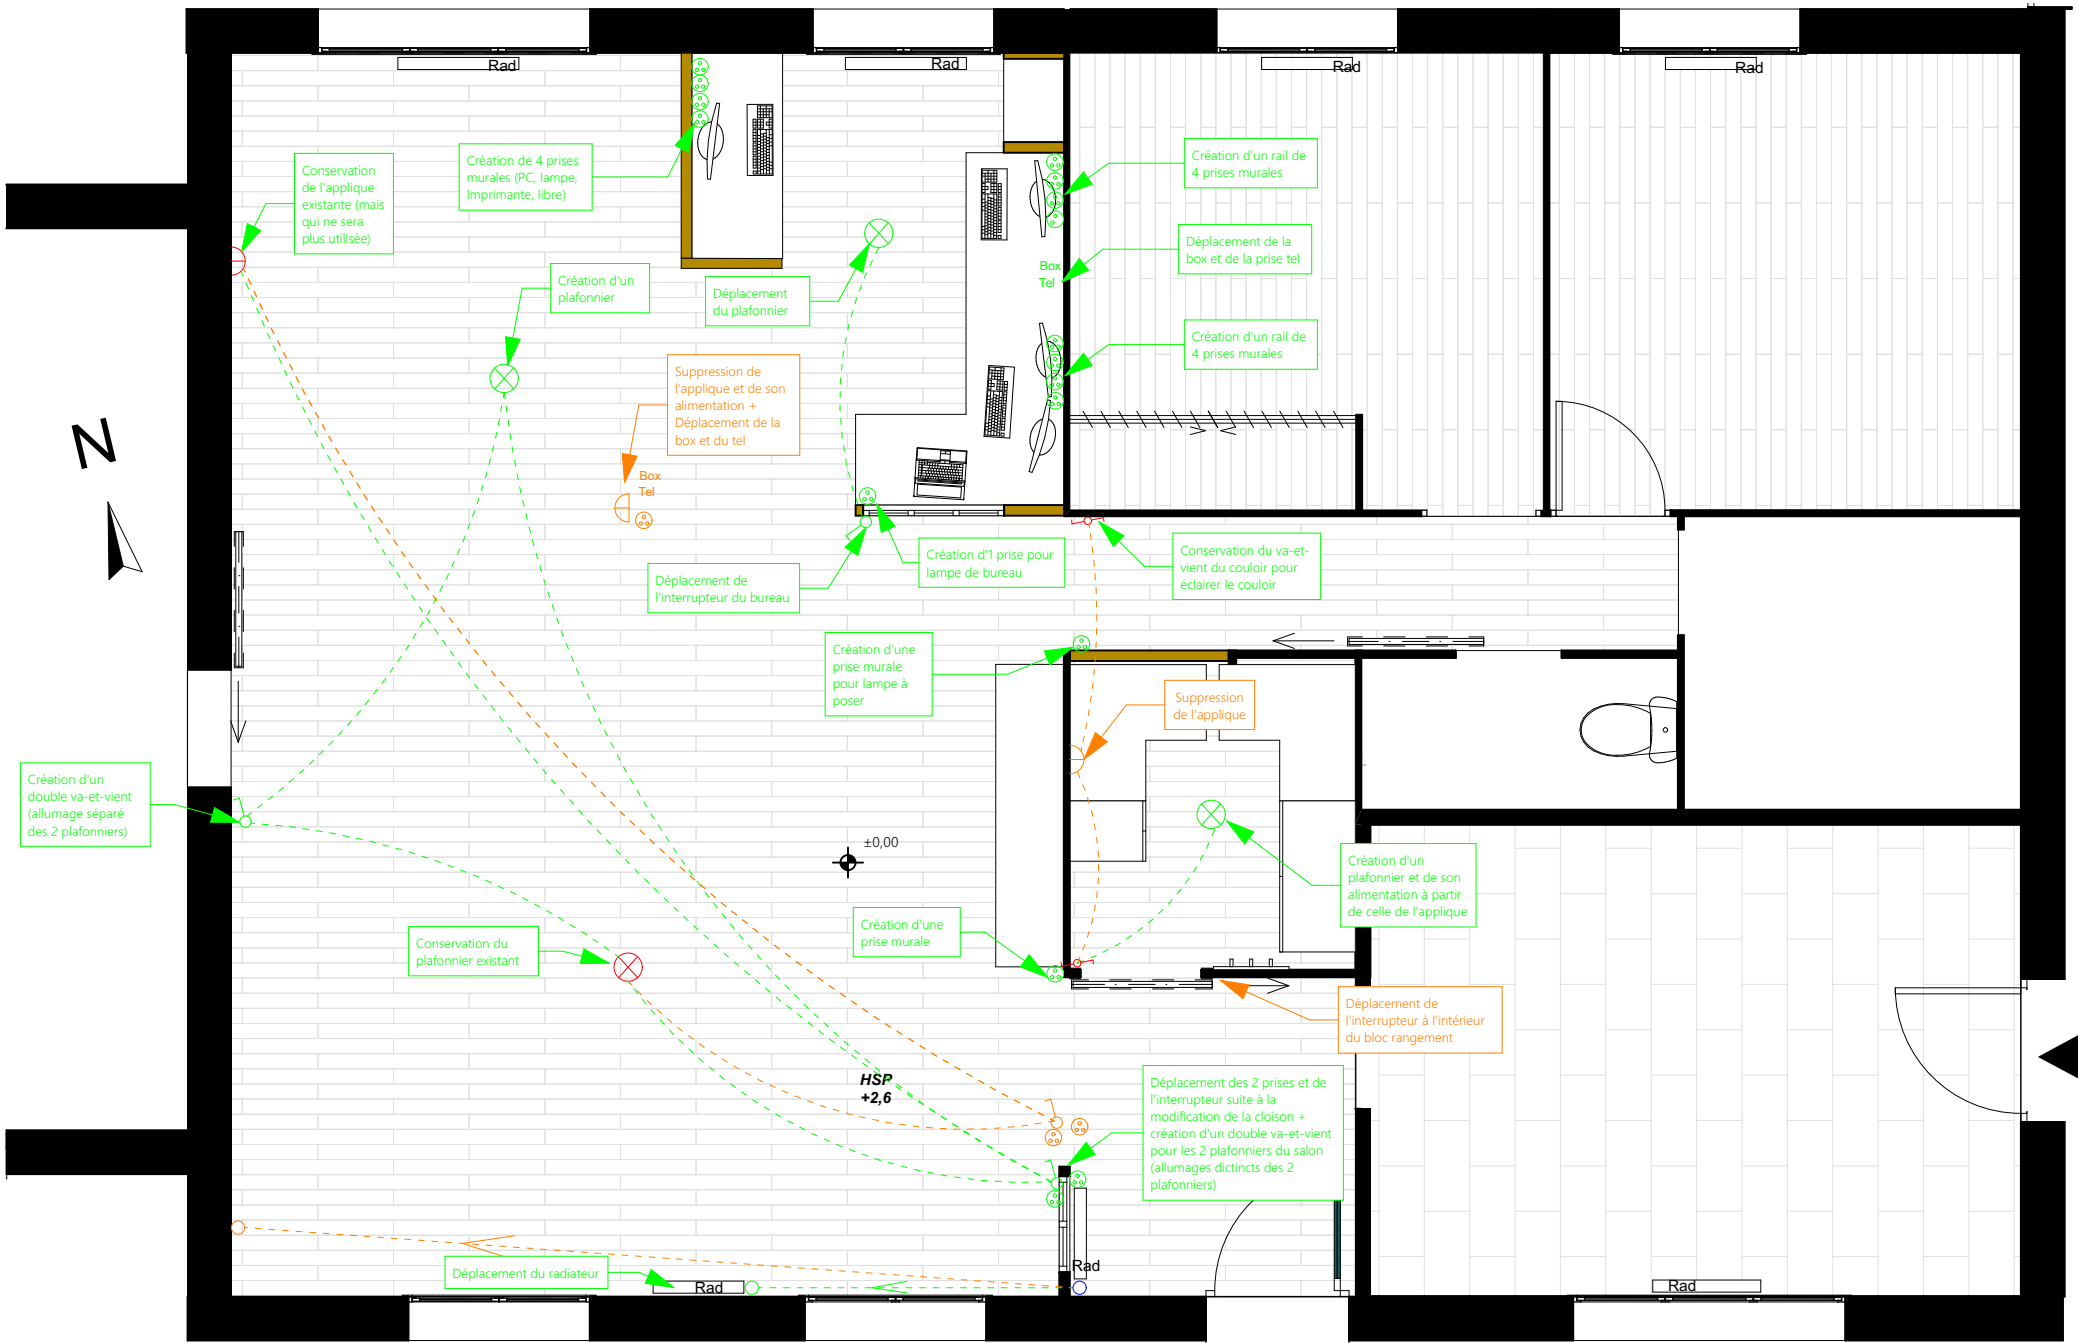 Rad
Rad
Rad
Rad
Conservation
de l'applique
existante (mais
qui ne sera
plus utilisée)
Création de 4 prises
murales (PC, lampe,
Imprimante, libre)
Création d'un rail de
4 prises murales
Déplacement de la
box et de la prise tel
Box
Tel
Création d'un
plafonnier
Déplacement
du plafonnier
Création d'un rail de
4 prises murales
Suppression de
l'applique et de son
alimentation +
Déplacement de la
box et du tel
N
Box
Tel
Création d'1 prise pour
lampe de bureau
Déplacement de
l'interrupteur du bureau
Conservation du va-et-
vient du couloir pour
éclairer le couloir
Création d'une
prise murale
pour lampe à
poser
Suppression
de l'applique
Création d'un
double va-et-vient
(allumage séparé
des 2 plafonniers)
±0,00
Création d'un
plafonnier et de son
alimentation à partir
de celle de l'applique
Création d'une
prise murale
Conservation du
plafonnier existant
Déplacement de
l'interrupteur à l'intérieur
du bloc rangement
HSP
+2,6
Déplacement des 2 prises et de
l'interrupteur suite à la
modification de la cloison +
création d'un double va-et-vient
pour les 2 plafonniers du salon
(allumages dictincts des 2
plafonniers)
Déplacement du radiateur
Rad
Rad
Rad